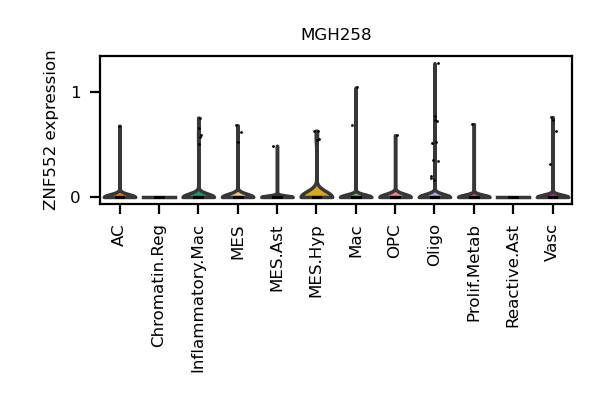 MGH258
ZNF552 expression
1
0
AC
Chromatin.Reg
Inflammatory.Mac
MES
MES.Ast
MES.Hyp
Mac
OPC
Oligo
Prolif.Metab
Reactive.Ast
Vasc